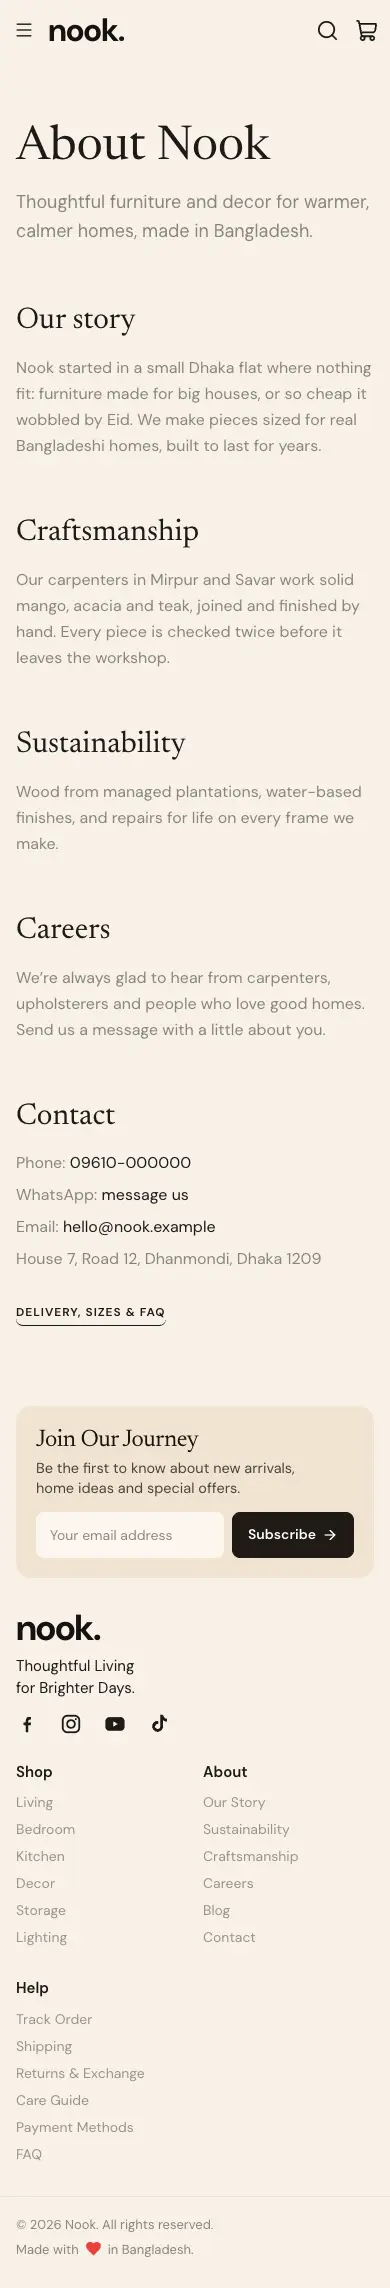 nook.
About Nook
Thoughtful furniture and decor for warmer,
calmer homes, made in Bangladesh.
Our story
Nook started in a small Dhaka flat where nothing
fit: furniture made for big houses, or so cheap it
wobbled by Eid. We make pieces sized for real
Bangladeshi homes, built to last for years.
Craftsmanship
Our carpenters in Mirpur and Savar work solid
mango, acacia and teak, joined and finished by
hand. Every piece is checked twice before it
leaves the workshop.
Sustainability
Wood from managed plantations, water-based
finishes, and repairs for life on every frame we
make.
Careers
We’re always glad to hear from carpenters,
upholsterers and people who love good homes.
Send us a message with a little about you.
Contact
Phone: 09610-000000
WhatsApp: message us
Email: hello@nook.example
House 7, Road 12, Dhanmondi, Dhaka 1209
DELIVERY, SIZES & FAQ
Join Our Journey
Be the first to know about new arrivals,
home ideas and special offers.
Your email address
Subscribe →
nook.
Thoughtful Living
for Brighter Days.
Shop
Living
Bedroom
Kitchen
Decor
Storage
Lighting
About
Our Story
Sustainability
Craftsmanship
Careers
Blog
Contact
Help
Track Order
Shipping
Returns & Exchange
Care Guide
Payment Methods
FAQ
© 2026 Nook. All rights reserved.
Made with ❤ in Bangladesh.